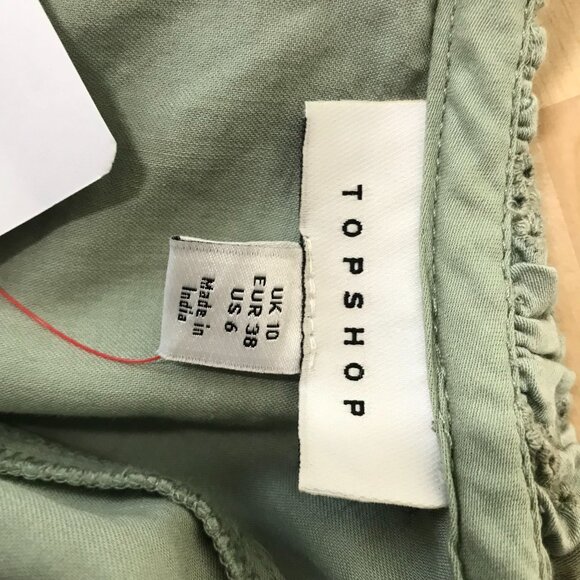 TOPSHOP
UK 10
EUR 38
US 6
Made in
India